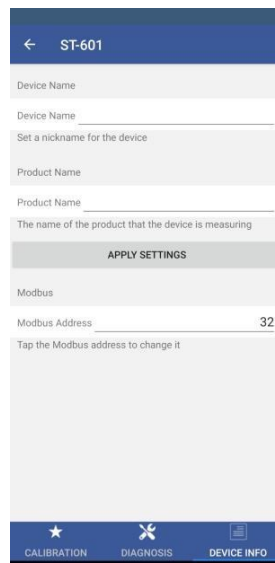 ST-601
Device Name
Device Name
Set a nickname for the device
Product Name
Product Name
The name of the product that the device is measuring
APPLY SETTINGS
Modbus
Modbus Address 32
Tap the Modbus address to change it
CALIBRATION DIAGNOSIS DEVICE INFO